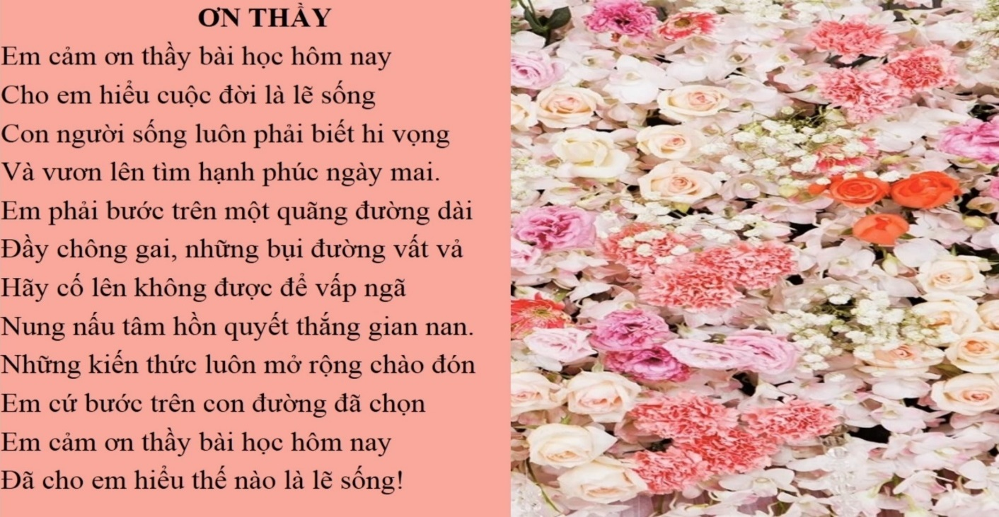 ƠN THẦY
Em cảm ơn thầy bài học hôm nay
Cho em hiểu cuộc đời là lẽ sống
Con người sống luôn phải biết hi vọng
Và vươn lên tìm hạnh phúc ngày mai.
Em phải bước trên một quãng đường dài
Đầy chông gai, những bụi đường vất vả
Hãy cố lên không được để vấp ngã
Nung nấu tâm hồn quyết thắng gian nan.
Những kiến thức luôn mở rộng chào đón
Em cứ bước trên con đường đã chọn
Em cảm ơn thầy bài học hôm nay
Đã cho em hiểu thế nào là lẽ sống!